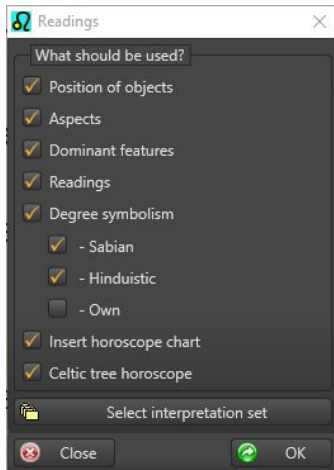 Readings
What should be used?
Position of objects
Aspects
Dominant features
Readings
Degree symbolism
- Sabian
- Hinduistic
- Own
Insert horoscope chart
Celtic tree horoscope
Select interpretation set
Close OK